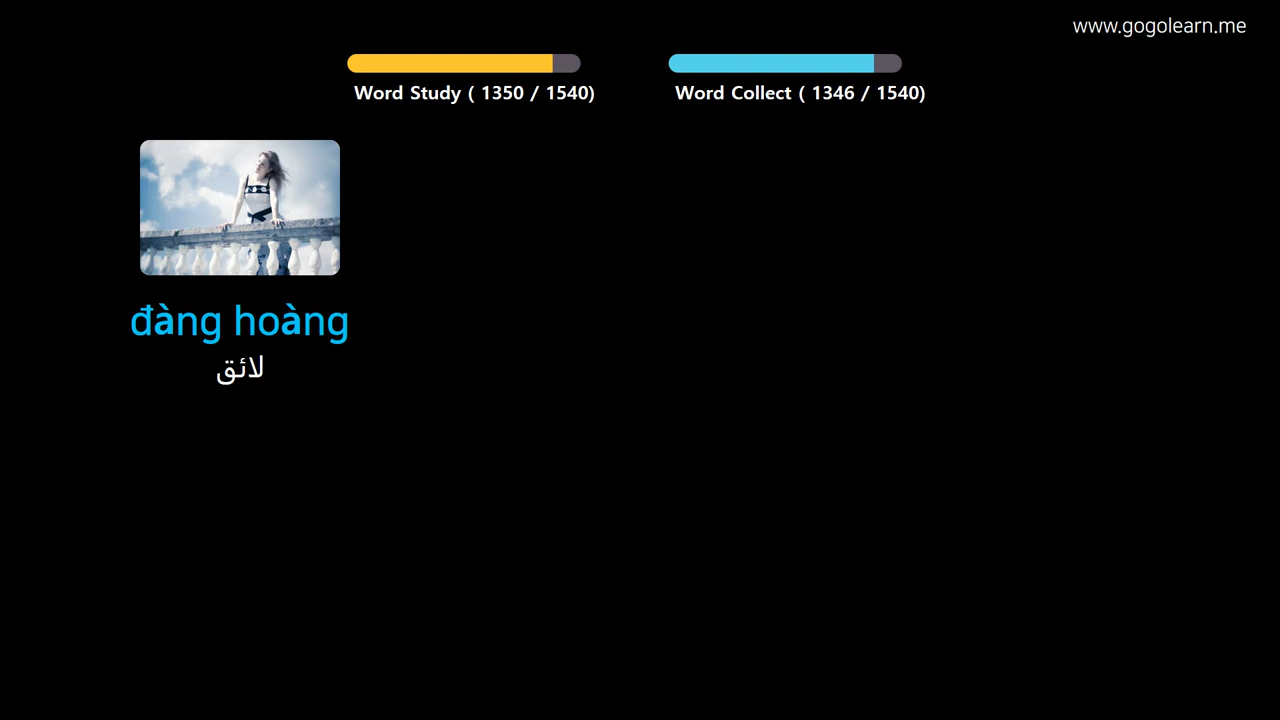 www.gogolearn.me
Word Study ( 1350 / 1540)
Word Collect ( 1346 / 1540)
đàng hoàng
لائق